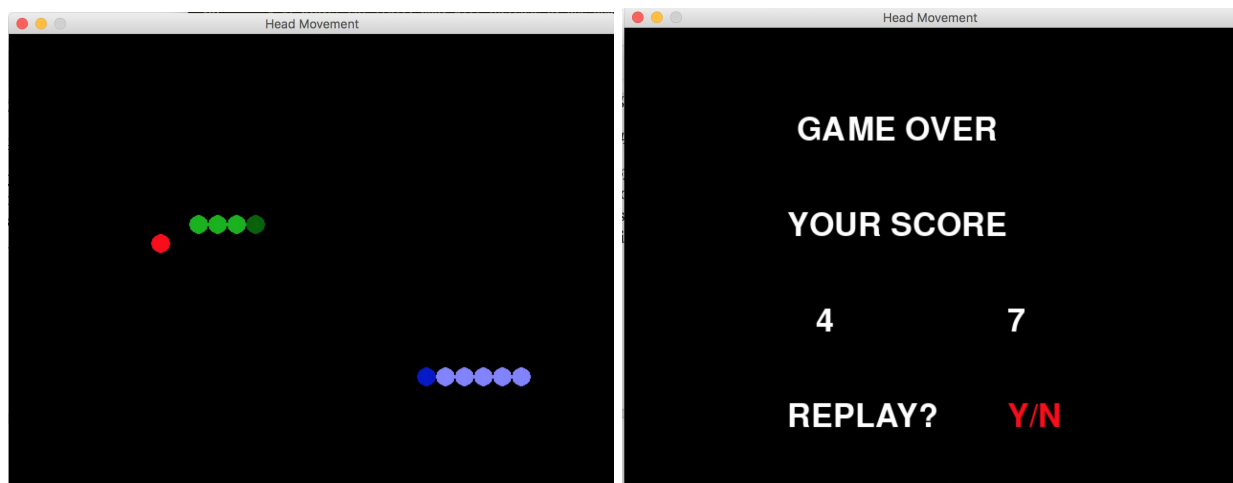 Head Movement
Head Movement
GAME OVER
YOUR SCORE
4 7
REPLAY? Y/N